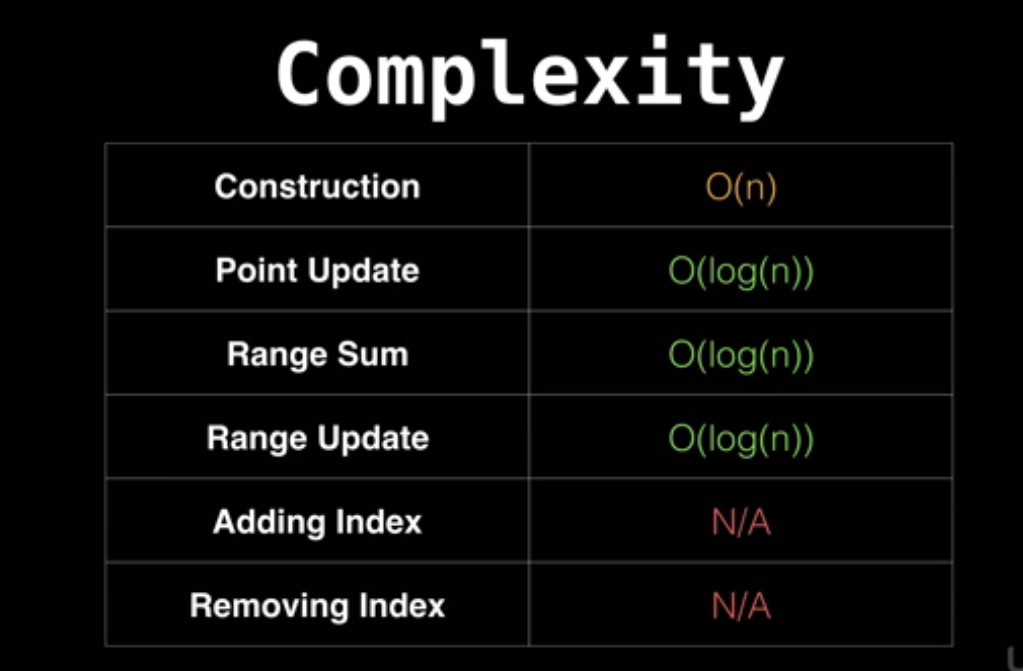 Complexity
Construction O(n)
Point Update O(log(n))
Range Sum O(log(n))
Range Update O(log(n))
Adding Index N/A
Removing Index N/A